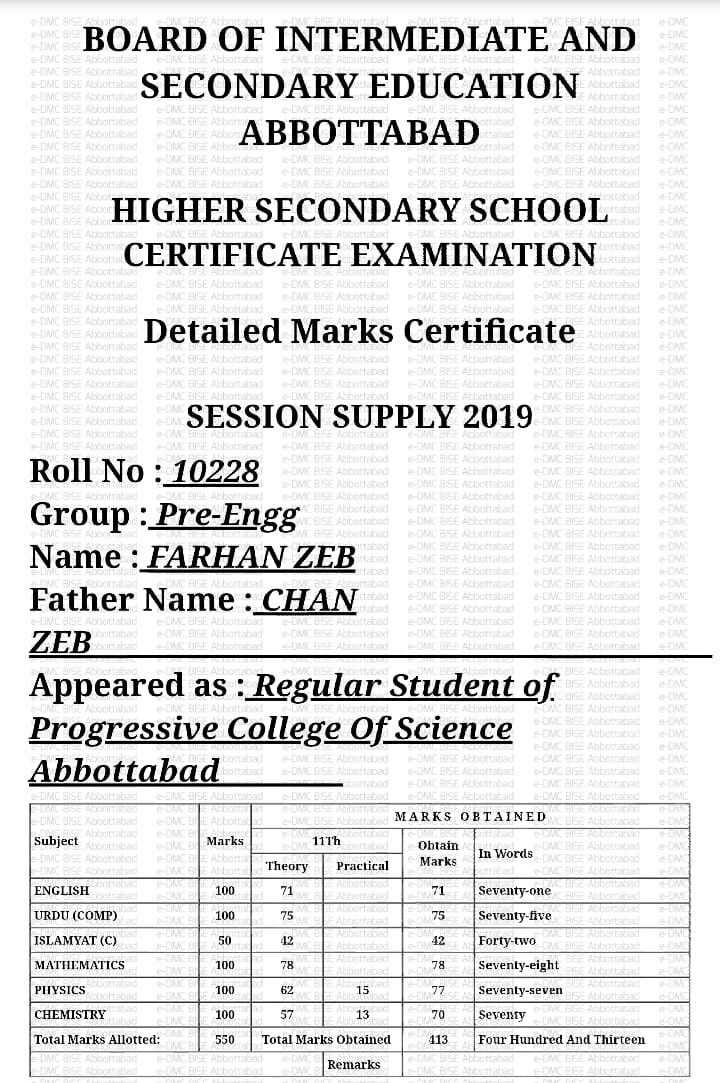 BOARD OF INTERMEDIATE AND
SECONDARY EDUCATION
ABBOTTABAD
HIGHER SECONDARY SCHOOL
CERTIFICATE EXAMINATION
Detailed Marks Certificate
SESSION SUPPLY 2019
Roll No : 10228
Group : Pre-Engg
Name : FARHAN ZEB
Father Name : CHAN
ZEB
Appeared as : Regular Student of
Progressive College Of Science
Abbottabad
MARKS OBTAINED
Subject Marks 11Th Obtain Marks In Words
Theory Practical
ENGLISH 100 71 71 Seventy-one
URDU (COMP) 100 75 75 Seventy-five
ISLAMYAT (C) 50 42 42 Forty-two
MATHEMATICS 100 78 78 Seventy-eight
PHYSICS 100 62 15 77 Seventy-seven
CHEMISTRY 100 57 13 70 Seventy
Total Marks Allotted: 550 Total Marks Obtained 413 Four Hundred And Thirteen
Remarks
e-DMC BISE Abbottabad